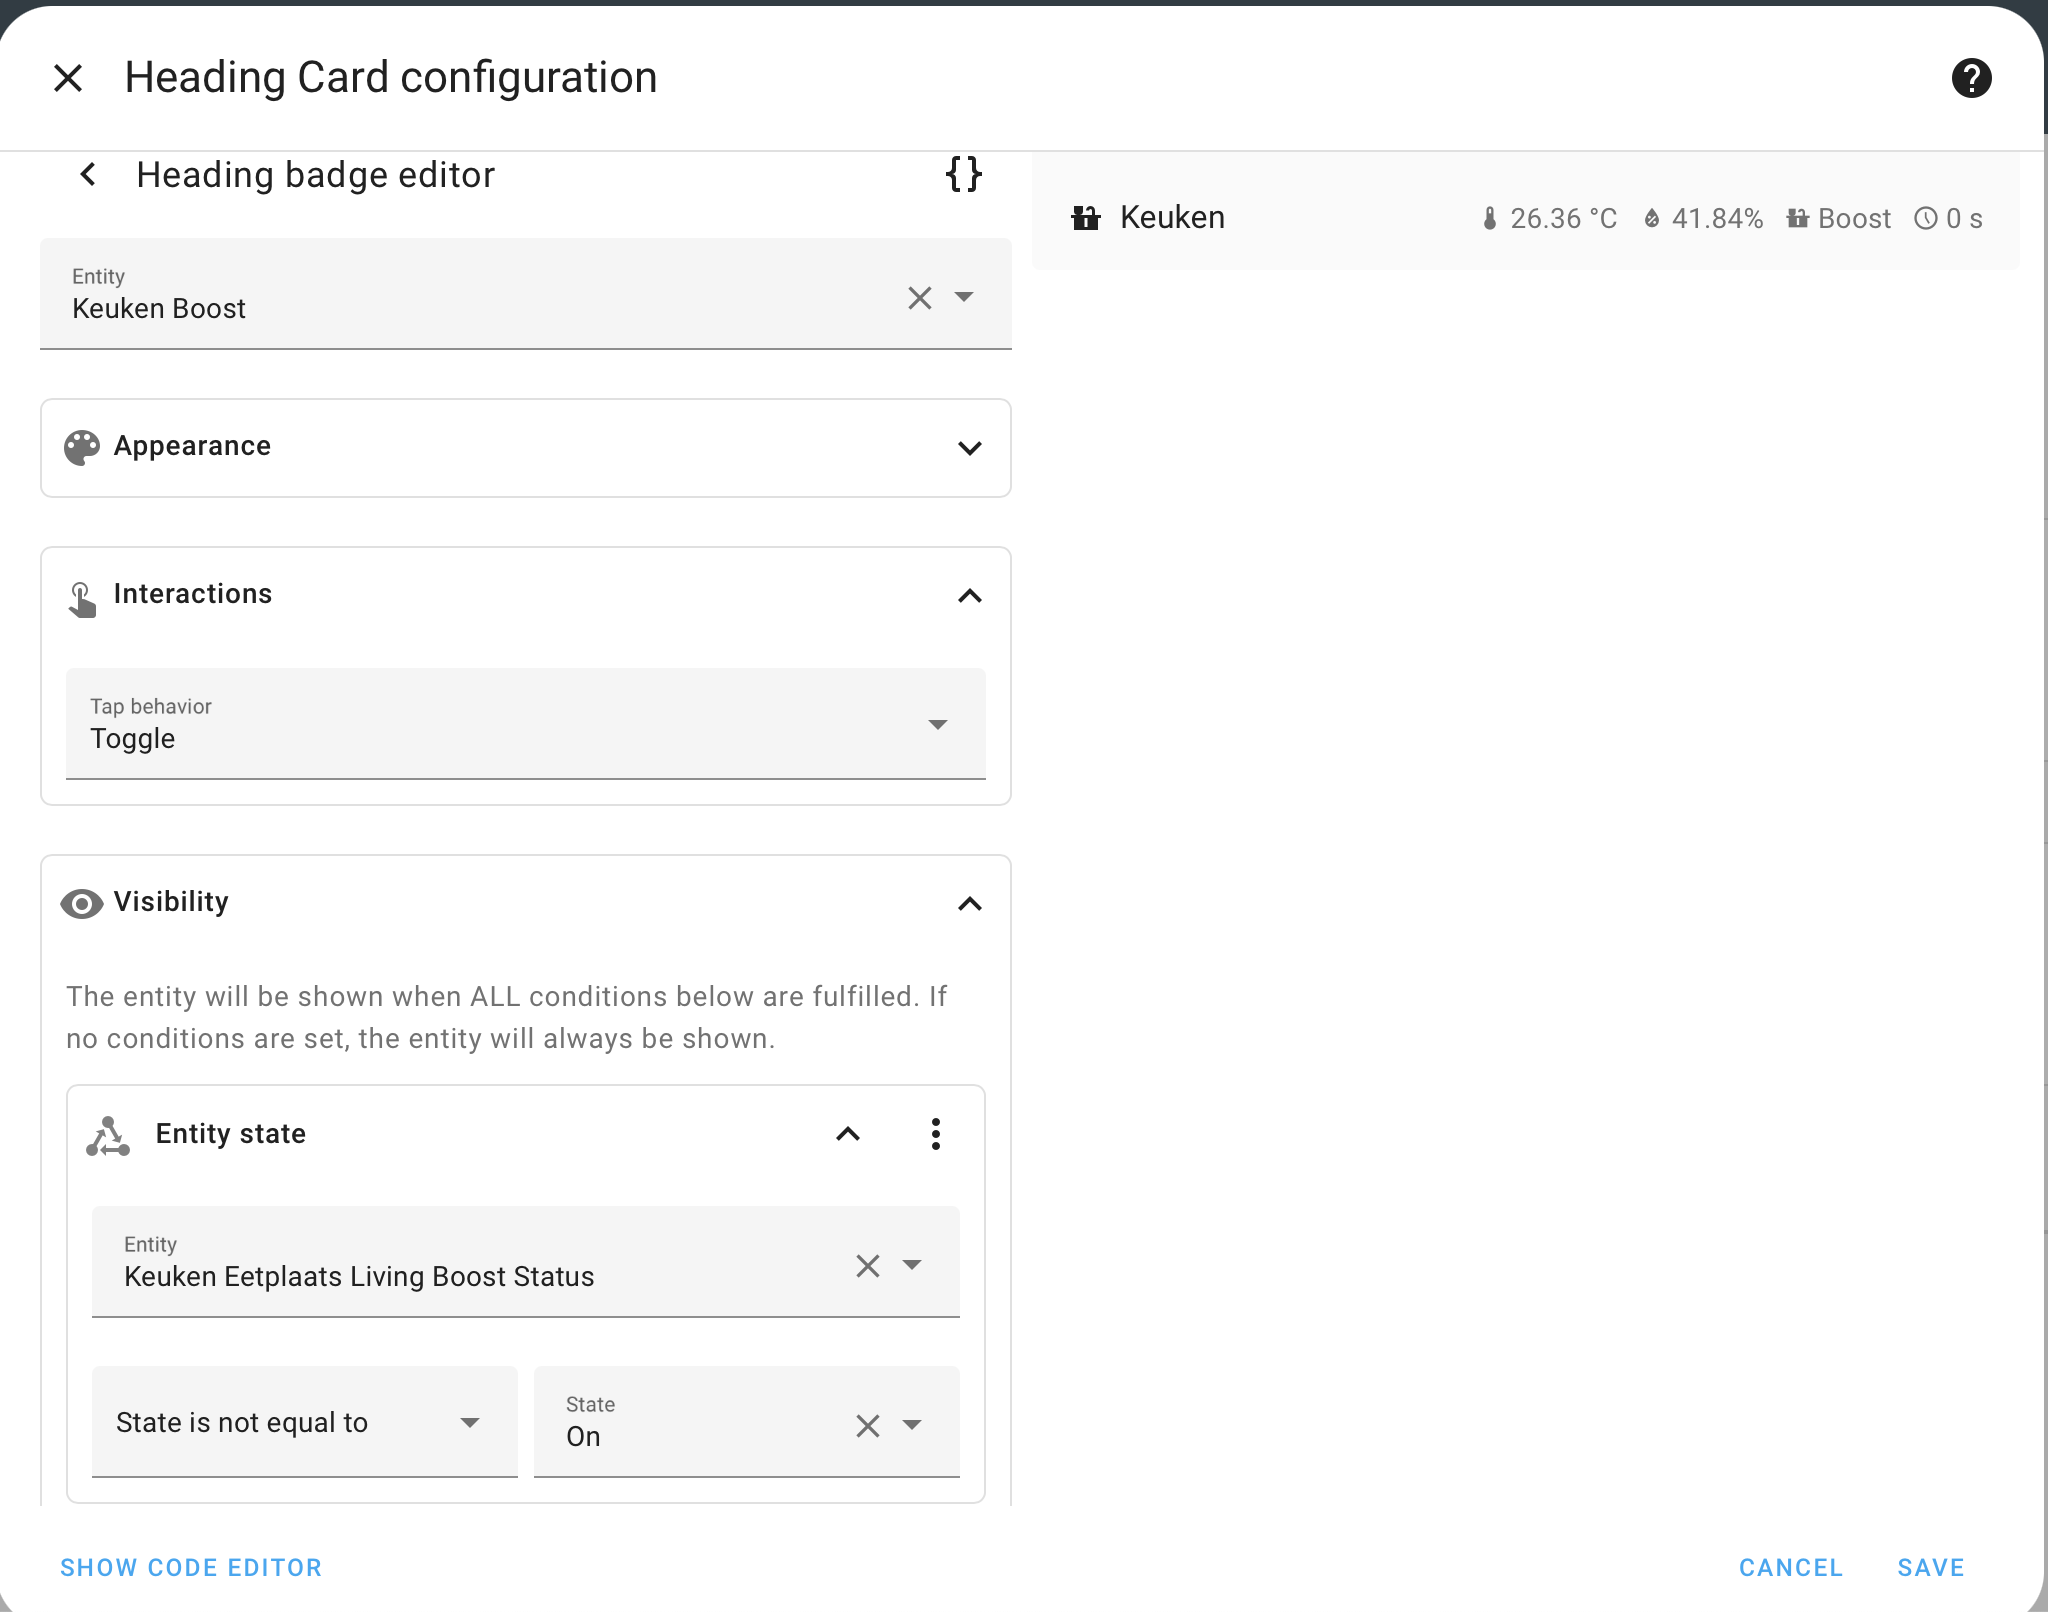 Heading Card configuration
Heading badge editor
{}
Entity
Keuken Boost
Appearance
Interactions
Tap behavior
Toggle
Visibility
The entity will be shown when ALL conditions below are fulfilled. If
no conditions are set, the entity will always be shown.
Entity state
Entity
Keuken Eetplaats Living Boost Status
State is not equal to
State
On
Keuken
26.36 °C
41.84%
Boost
0 s
SHOW CODE EDITOR
CANCEL
SAVE